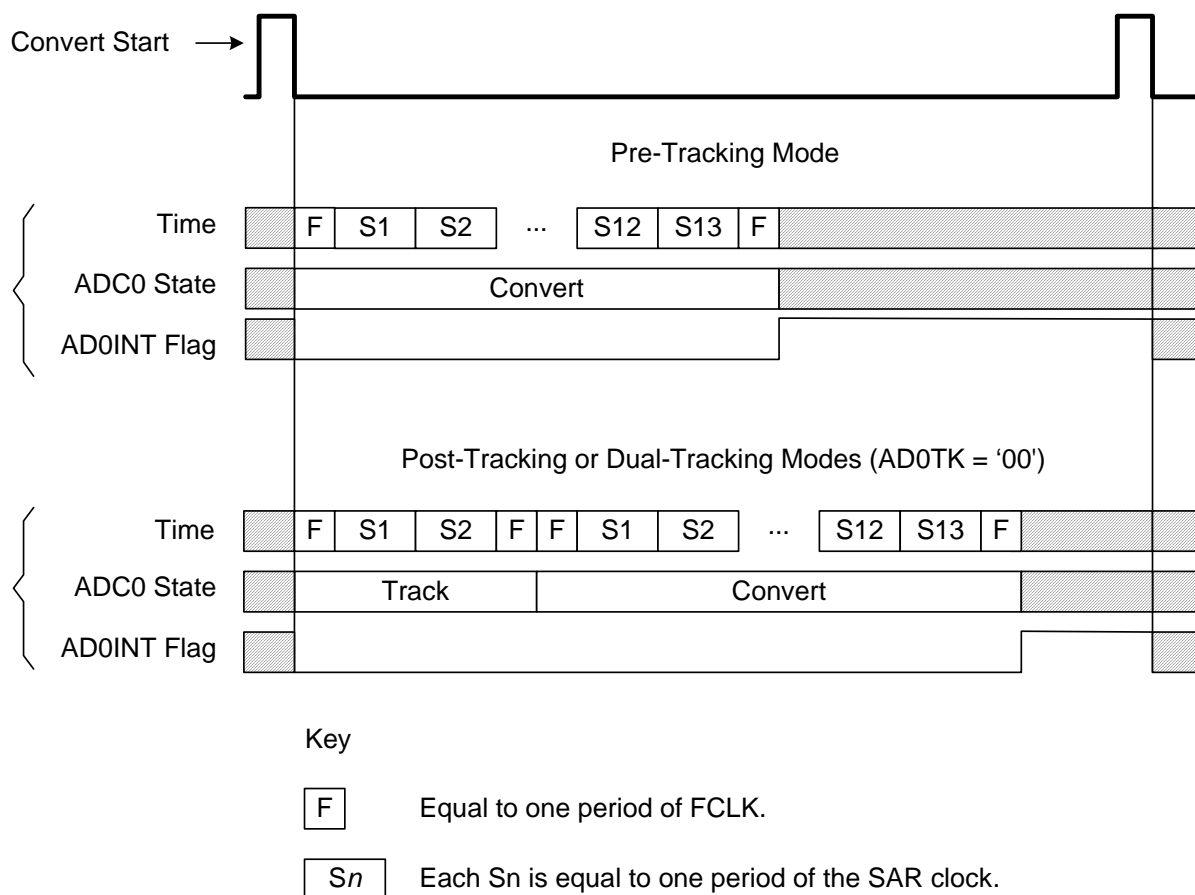 Convert Start
Pre-Tracking Mode
Time F S1 S2 ... S12 S13 F
ADC0 State Convert
AD0INT Flag
Post-Tracking or Dual-Tracking Modes (AD0TK = ‘00')
Time F S1 S2 F F S1 S2 ... S12 S13 F
ADC0 State Track Convert
AD0INT Flag
Key
F Equal to one period of FCLK.
Sn Each Sn is equal to one period of the SAR clock.